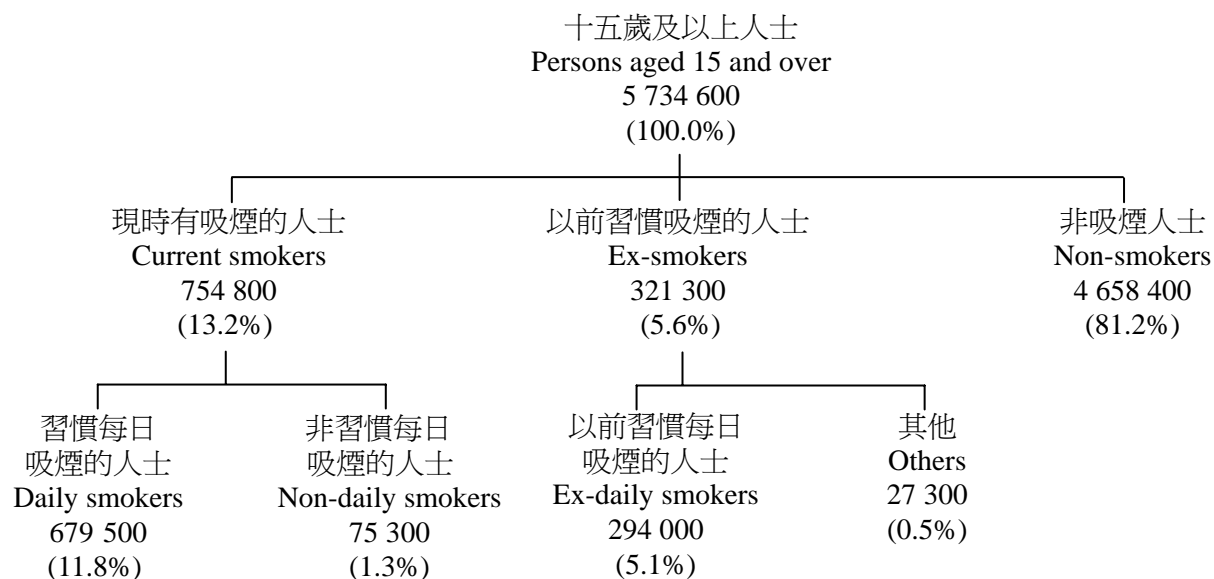 十五歲及以上人士
Persons aged 15 and over
5 734 600
(100.0%)
現時有吸煙的人士
Current smokers
754 800
(13.2%)
以前習慣吸煙的人士
Ex-smokers
321 300
(5.6%)
非吸煙人士
Non-smokers
4 658 400
(81.2%)
習慣每日
吸煙的人士
Daily smokers
679 500
(11.8%)
非習慣每日
吸煙的人士
Non-daily smokers
75 300
(1.3%)
以前習慣每日
吸煙的人士
Ex-daily smokers
294 000
(5.1%)
其他
Others
27 300
(0.5%)